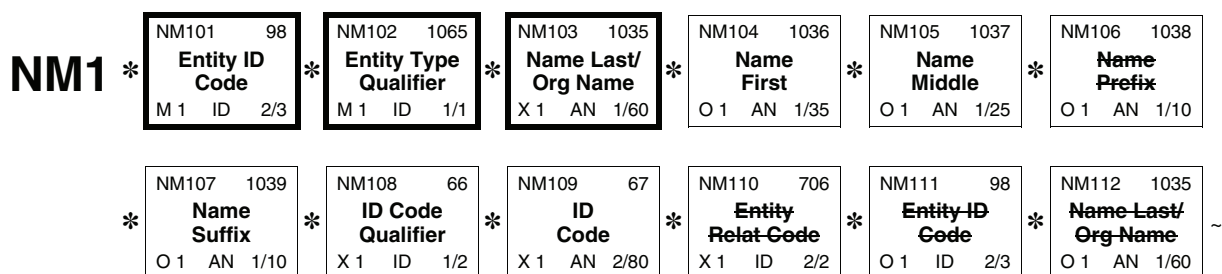 NM101 98 NM102 1065 NM103 1035 NM104 1036 NM105 1037 NM106 1038
NM1 * Entity ID Code * Entity Type Qualifier * Name Last/ Org Name * Name First * Name Middle * Name Prefix
M 1 ID 2/3 M 1 ID 1/1 X 1 AN 1/60 O 1 AN 1/35 O 1 AN 1/25 O 1 AN 1/10
NM107 1039 NM108 66 NM109 67 NM110 706 NM111 98 NM112 1035
* Name Suffix * ID Code Qualifier * ID Code * Entity Relat Code * Entity ID Code * Name Last/ Org Name ~
O 1 AN 1/10 X 1 ID 1/2 X 1 AN 2/80 X 1 ID 2/2 O 1 ID 2/3 O 1 AN 1/60